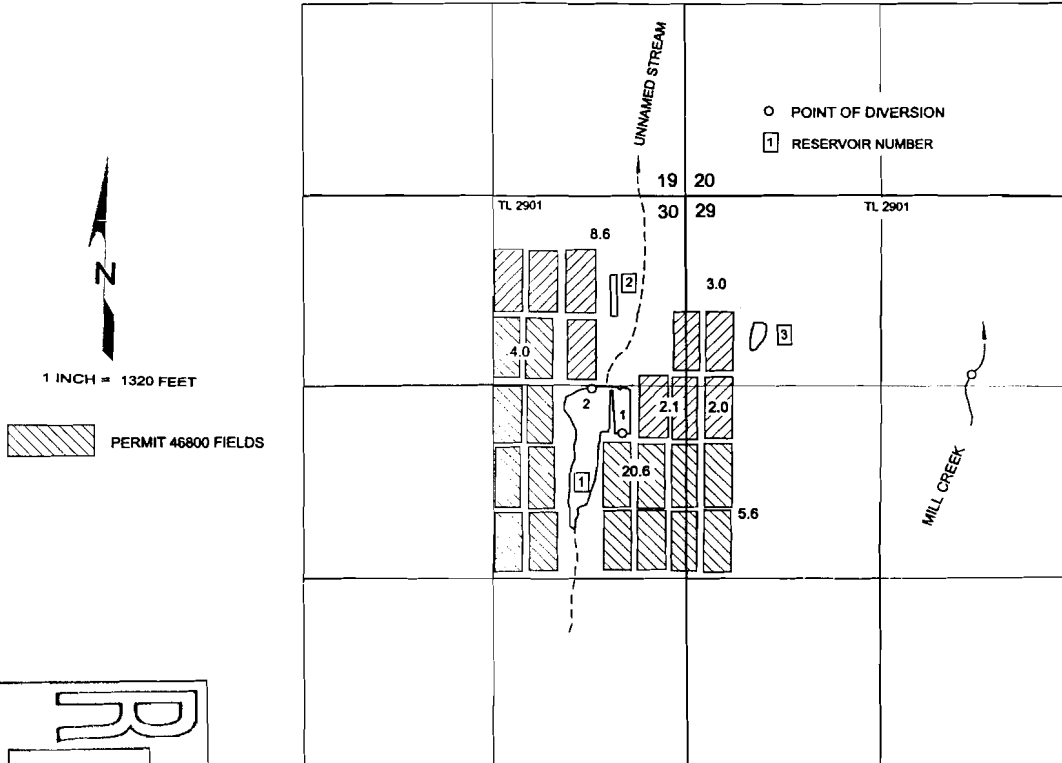 UNNAMED STREAM
POINT OF DIVERSION
1 RESERVOIR NUMBER
19 20
TL 2901
30 29
TL 2901
8.6
2
3.0
3
N
4.0
1 INCH = 1320 FEET
2
1
2.1
2.0
PERMIT 46800 FIELDS
1
20.6
5.6
MILL CREEK
R